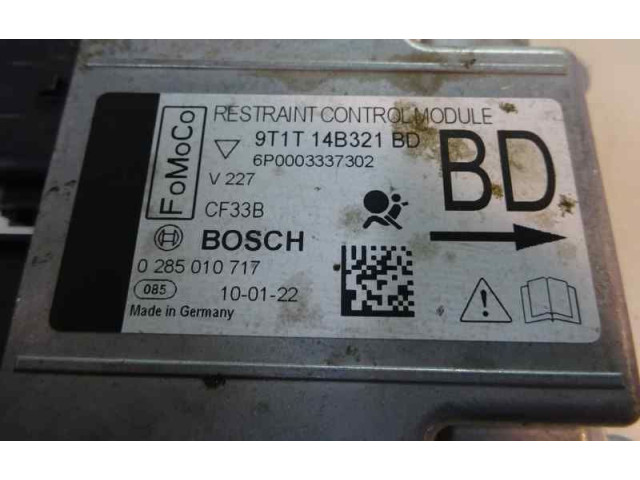 FoMoCo
RESTRAINT CONTROL MODULE
9T1T 14B321 BD
6P0003337302
V 227
CF33B
BD
BOSCH
0 285 010 717
085 10-01-22
Made in Germany